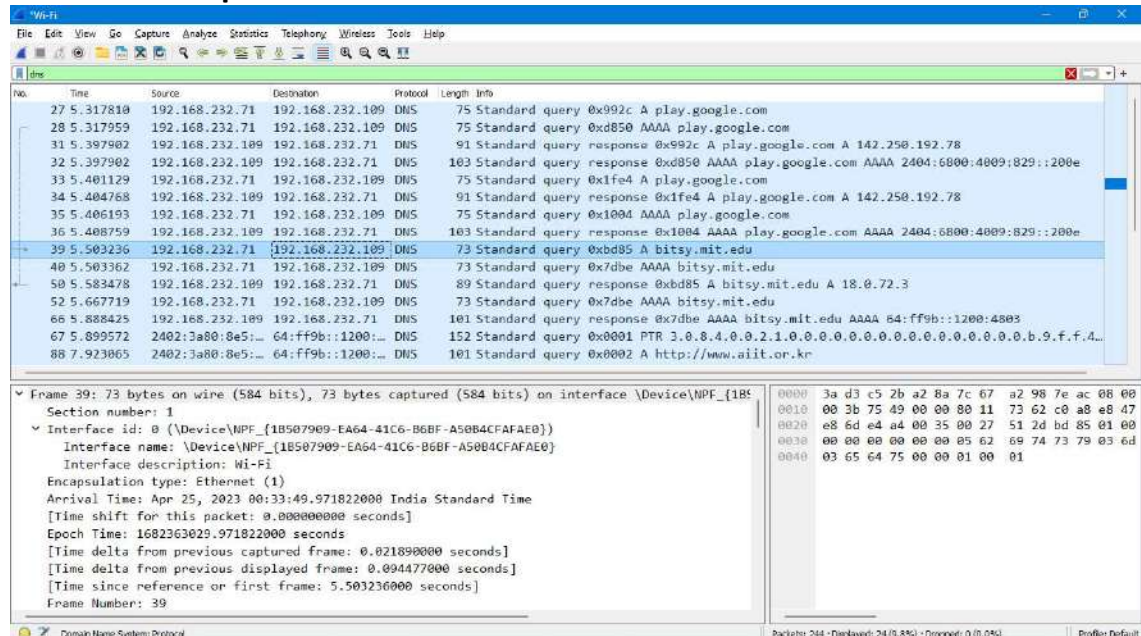 *Wi-Fi
File Edit View Go Capture Analyze Statistics Telephony Wireless Tools Help
dns
No. Time Source Destination Protocol Length Info
27 5.317810 192.168.232.71 192.168.232.109 DNS 75 Standard query 0x992c A play.google.com
28 5.317959 192.168.232.71 192.168.232.109 DNS 75 Standard query 0xd850 AAAA play.google.com
31 5.397902 192.168.232.109 192.168.232.71 DNS 91 Standard query response 0x992c A play.google.com A 142.250.192.78
32 5.397902 192.168.232.109 192.168.232.71 DNS 103 Standard query response 0xd850 AAAA play.google.com AAAA 2404:6800:4009:829::200e
33 5.401129 192.168.232.71 192.168.232.109 DNS 75 Standard query 0x1fe4 A play.google.com
34 5.404768 192.168.232.109 192.168.232.71 DNS 91 Standard query response 0x1fe4 A play.google.com A 142.250.192.78
35 5.406193 192.168.232.71 192.168.232.109 DNS 75 Standard query 0x1004 AAAA play.google.com
36 5.408759 192.168.232.109 192.168.232.71 DNS 103 Standard query response 0x1004 AAAA play.google.com AAAA 2404:6800:4009:829::200e
39 5.503236 192.168.232.71 192.168.232.109 DNS 73 Standard query 0xbd85 A bitsy.mit.edu
40 5.503362 192.168.232.71 192.168.232.109 DNS 73 Standard query 0x7dbe AAAA bitsy.mit.edu
50 5.583478 192.168.232.109 192.168.232.71 DNS 89 Standard query response 0xbd85 A bitsy.mit.edu A 18.0.72.3
52 5.667719 192.168.232.71 192.168.232.109 DNS 73 Standard query 0x7dbe AAAA bitsy.mit.edu
66 5.888425 192.168.232.109 192.168.232.71 DNS 101 Standard query response 0x7dbe AAAA bitsy.mit.edu AAAA 64:ff9b::1200:4803
67 5.899572 2402:3a80:8e5:… 64:ff9b::1200:… DNS 152 Standard query 0x0001 PTR 3.0.8.4.0.0.2.1.0.0.0.0.0.0.0.0.0.0.0.0.0.0.0.0.b.9.f.f.4…
88 7.923065 2402:3a80:8e5:… 64:ff9b::1200:… DNS 101 Standard query 0x0002 A http://www.aiit.or.kr
Frame 39: 73 bytes on wire (584 bits), 73 bytes captured (584 bits) on interface \Device\NPF_{1B5
Section number: 1
Interface id: 0 (\Device\NPF_{1B507909-EA64-41C6-B6BF-A50B4CFAFAE0})
Interface name: \Device\NPF_{1B507909-EA64-41C6-B6BF-A50B4CFAFAE0}
Interface description: Wi-Fi
Encapsulation type: Ethernet (1)
Arrival Time: Apr 25, 2023 00:33:49.971822000 India Standard Time
[Time shift for this packet: 0.000000000 seconds]
Epoch Time: 1682363029.971822000 seconds
[Time delta from previous captured frame: 0.021890000 seconds]
[Time delta from previous displayed frame: 0.094477000 seconds]
[Time since reference or first frame: 5.503236000 seconds]
Frame Number: 39
0000 3a d3 c5 2b a2 8a 7c 67 a2 98 7e ac 08 00
0010 00 3b 75 49 00 00 80 11 73 62 c0 a8 e8 47
0020 e8 6d e4 a4 00 35 00 27 51 2d bd 85 01 00
0030 00 00 00 00 00 00 05 62 69 74 73 79 03 6d
0040 03 65 64 75 00 00 01 00 01
Domain Name System: Protocol
Packets: 244 · Displayed: 24 (9.8%) · Dropped: 0 (0.0%)
Profile: Default